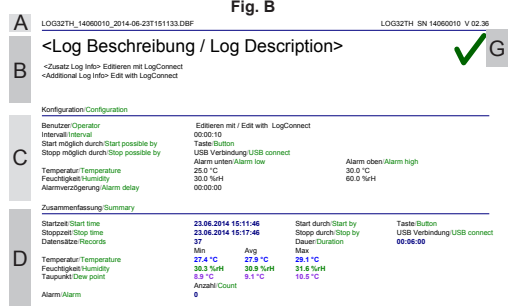 Fig. B
A
LOG32TH_14060010_2014-06-23T151133.DBF LOG32TH SN 14060010 V 02.36
<Log Beschreibung / Log Description>
G
B
<Zusatz Log Info> Editieren mit LogConnect
<Additional Log Info> Edit with LogConnect
Konfiguration/Configuration
C
Benutzer/Operator Editieren mit / Edit with LogConnect
Intervall/Interval 00:00:10
Start möglich durch/Start possible by Taste/Button
Stopp möglich durch/Stop possible by USB Verbindung/USB connect
Alarm unten/Alarm low Alarm oben/Alarm high
Temperatur/Temperature 25.0 °C 30.0 °C
Feuchtigkeit/Humidity 30.0 %rH 60.0 %rH
Alarmverzögerung/Alarm delay 00:00:00
Zusammenfassung/Summary
D
Startzeit/Start time 23.06.2014 15:11:46 Start durch/Start by Taste/Button
Stoppzeit/Stop time 23.06.2014 15:17:46 Stopp durch/Stop by USB Verbindung/USB connect
Datensätze/Records 37 Dauer/Duration 00:06:00
Min Avg Max
Temperatur/Temperature 27.4 °C 27.9 °C 29.1 °C
Feuchtigkeit/Humidity 30.3 %rH 30.9 %rH 31.6 %rH
Taupunkt/Dew point 8.9 °C 9.1 °C 10.5 °C
Anzahl/Count
Alarm/Alarm 0